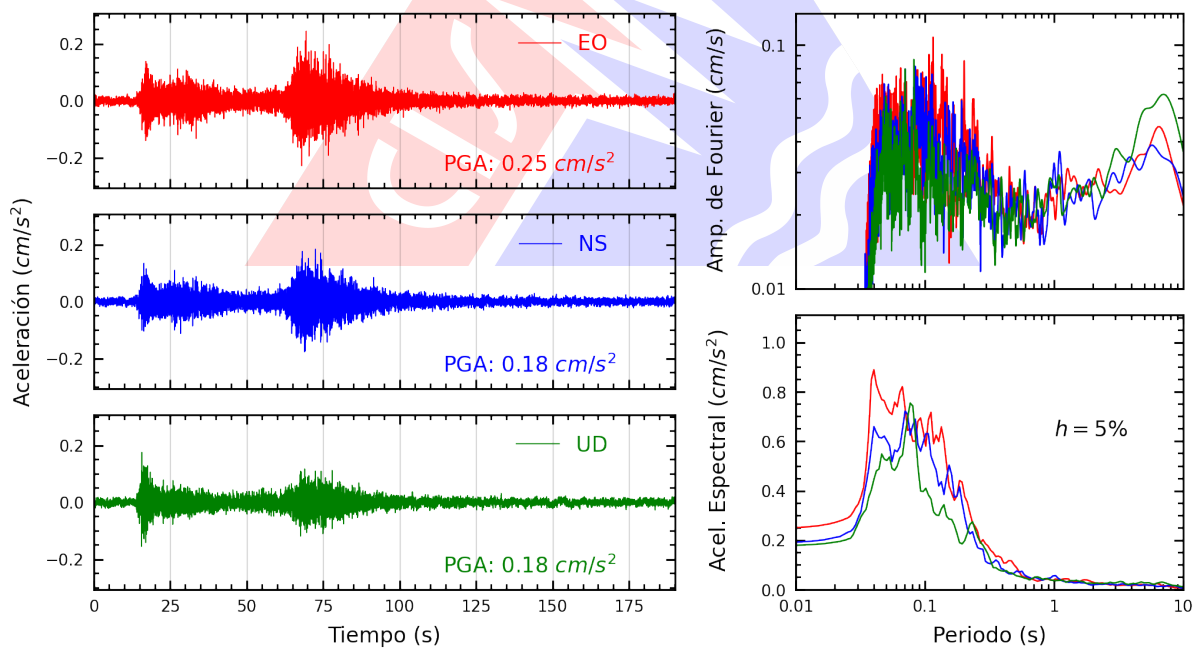 Aceleración (cm/s²)
0.2
0.0
−0.2
EO
PGA: 0.25 cm/s²
0.2
0.0
−0.2
NS
PGA: 0.18 cm/s²
0.2
0.0
−0.2
UD
PGA: 0.18 cm/s²
0 25 50 75 100 125 150 175
Tiempo (s)
Amp. de Fourier (cm/s)
0.1
0.01
Acel. Espectral (cm/s²)
1.0
0.8
0.6
0.4
0.2
0.0
h = 5%
0.01 0.1 1 10
Periodo (s)